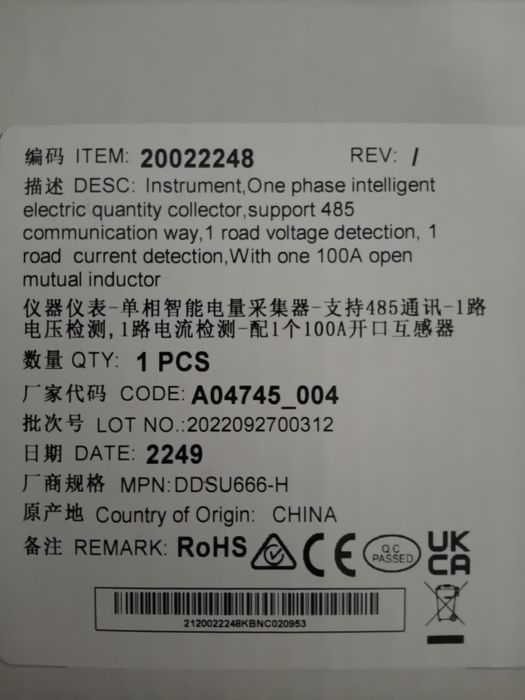 编码 ITEM: 20022248 REV: /
描述 DESC: Instrument,One phase intelligent
electric quantity collector,support 485
communication way,1 road voltage detection, 1
road current detection,With one 100A open
mutual inductor
仪器仪表-单相智能电量采集器-支持485通讯-1路
电压检测,1路电流检测-配1个100A开口互感器
数量 QTY: 1 PCS
厂家代码 CODE: A04745_004
批次号 LOT NO.:2022092700312
日期 DATE: 2249
厂商规格 MPN:DDSU666-H
原产地 Country of Origin: CHINA
备注 REMARK: RoHS CE QC PASSED UK CA
2120022248KBNC020953